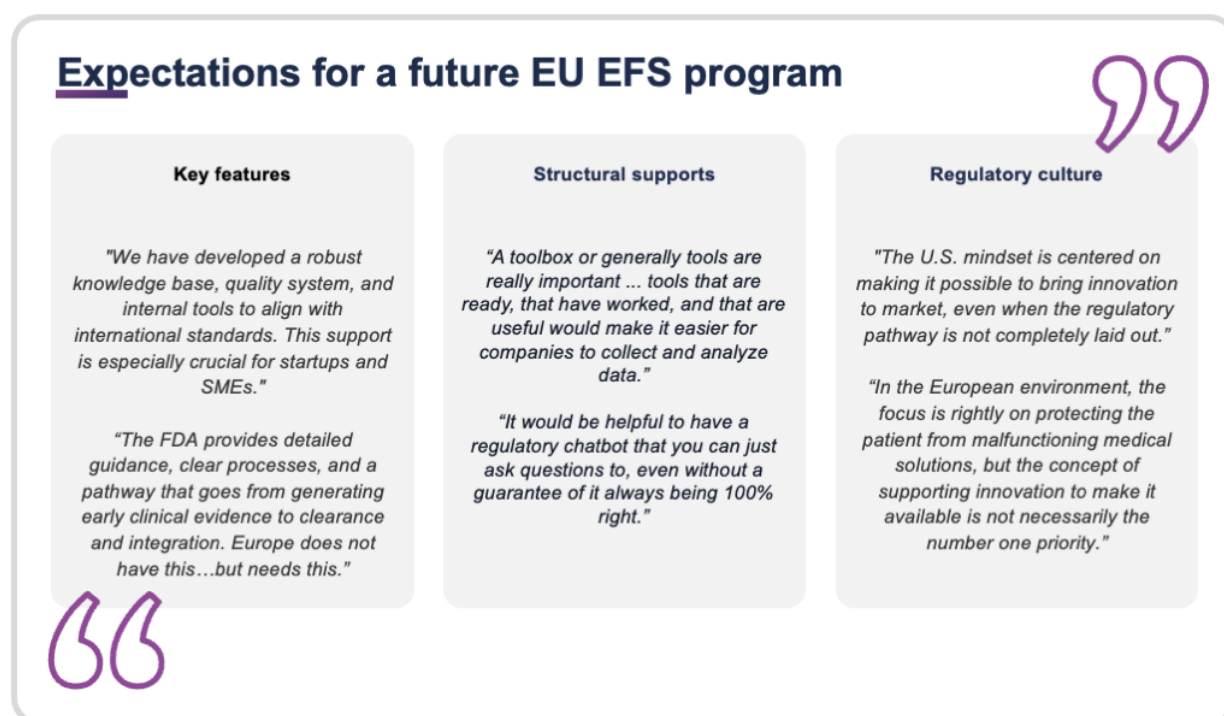 Expectations for a future EU EFS program
Key features
"We have developed a robust
knowledge base, quality system, and
internal tools to align with
international standards. This support
is especially crucial for startups and
SMEs."
“The FDA provides detailed
guidance, clear processes, and a
pathway that goes from generating
early clinical evidence to clearance
and integration. Europe does not
have this…but needs this.”
Structural supports
“A toolbox or generally tools are
really important ... tools that are
ready, that have worked, and that are
useful would make it easier for
companies to collect and analyze
data.”
“It would be helpful to have a
regulatory chatbot that you can just
ask questions to, even without a
guarantee of it always being 100%
right.”
Regulatory culture
"The U.S. mindset is centered on
making it possible to bring innovation
to market, even when the regulatory
pathway is not completely laid out.”
“In the European environment, the
focus is rightly on protecting the
patient from malfunctioning medical
solutions, but the concept of
supporting innovation to make it
available is not necessarily the
number one priority.”